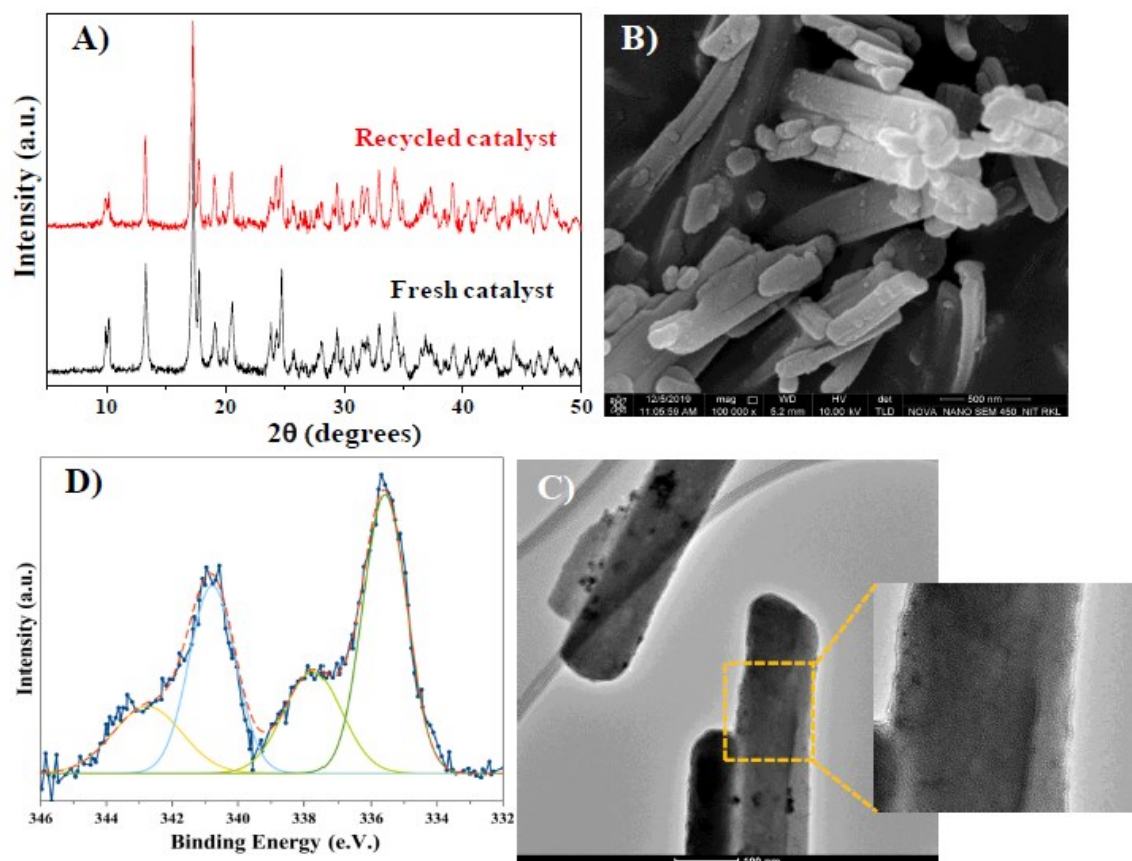 A)
Recycled catalyst
Fresh catalyst
Intensity (a.u.)
10 20 30 40 50
2θ (degrees)
B)
12/5/2019 mag WD HV det 500 nm
11:05:59 AM 100 000 x 5.2 mm 10.00 kV TLD NOVA NANO SEM 450 NIT RKL
D)
Intensity (a.u.)
346 344 342 340 338 336 334 332
Binding Energy (e.V.)
C)
100 nm